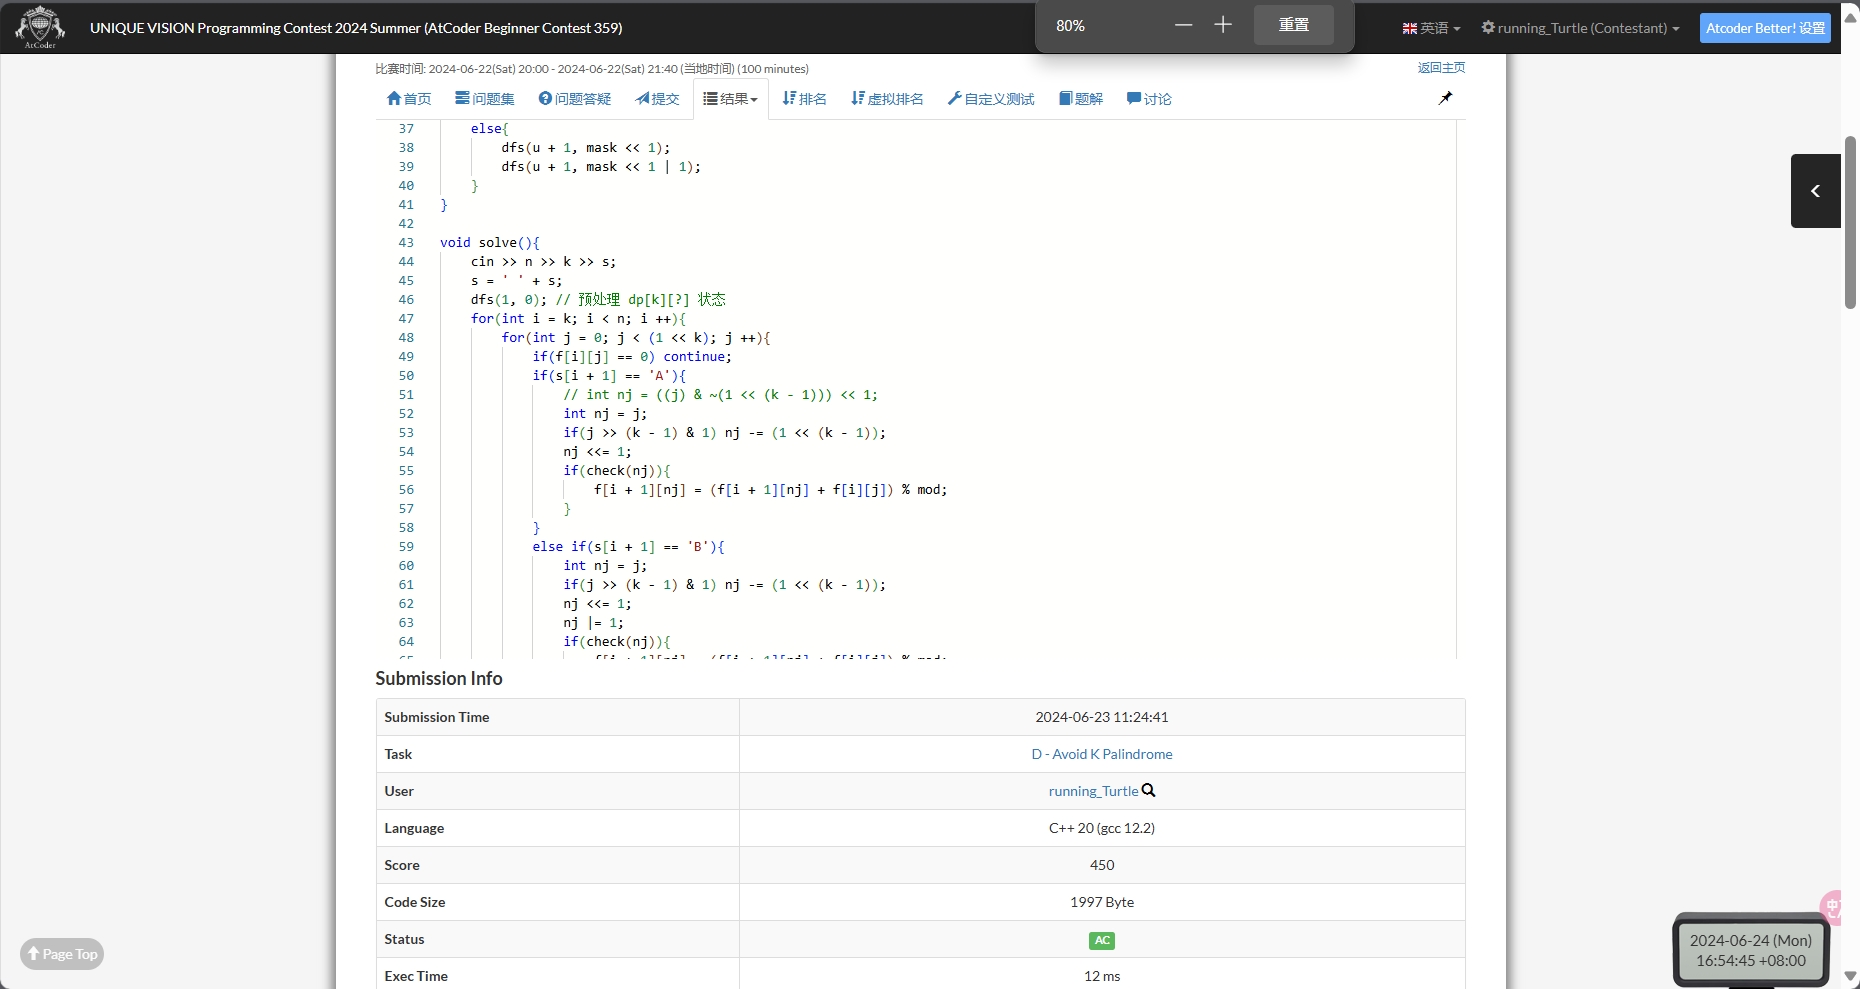 AtCoder
UNIQUE VISION Programming Contest 2024 Summer (AtCoder Beginner Contest 359)
80%
重置
英语
running_Turtle (Contestant)
Atcoder Better! 设置
比赛时间: 2024-06-22(Sat) 20:00 - 2024-06-22(Sat) 21:40 (当地时间) (100 minutes)
返回主页
首页 问题集 问题答疑 提交 结果 排名 虚拟排名 自定义测试 题解 讨论
37 else{
38 dfs(u + 1, mask << 1);
39 dfs(u + 1, mask << 1 | 1);
40 }
41 }
42
43 void solve(){
44 cin >> n >> k >> s;
45 s = ' ' + s;
46 dfs(1, 0); // 预处理 dp[k][?] 状态
47 for(int i = k; i < n; i ++){
48 for(int j = 0; j < (1 << k); j ++){
49 if(f[i][j] == 0) continue;
50 if(s[i + 1] == 'A'){
51 // int nj = ((j) & ~(1 << (k - 1))) << 1;
52 int nj = j;
53 if(j >> (k - 1) & 1) nj -= (1 << (k - 1));
54 nj <<= 1;
55 if(check(nj)){
56 f[i + 1][nj] = (f[i + 1][nj] + f[i][j]) % mod;
57 }
58 }
59 else if(s[i + 1] == 'B'){
60 int nj = j;
61 if(j >> (k - 1) & 1) nj -= (1 << (k - 1));
62 nj <<= 1;
63 nj |= 1;
64 if(check(nj)){
Submission Info
Submission Time 2024-06-23 11:24:41
Task D - Avoid K Palindrome
User running_Turtle
Language C++ 20 (gcc 12.2)
Score 450
Code Size 1997 Byte
Status AC
Exec Time 12 ms
Page Top
2024-06-24 (Mon)
16:54:45 +08:00